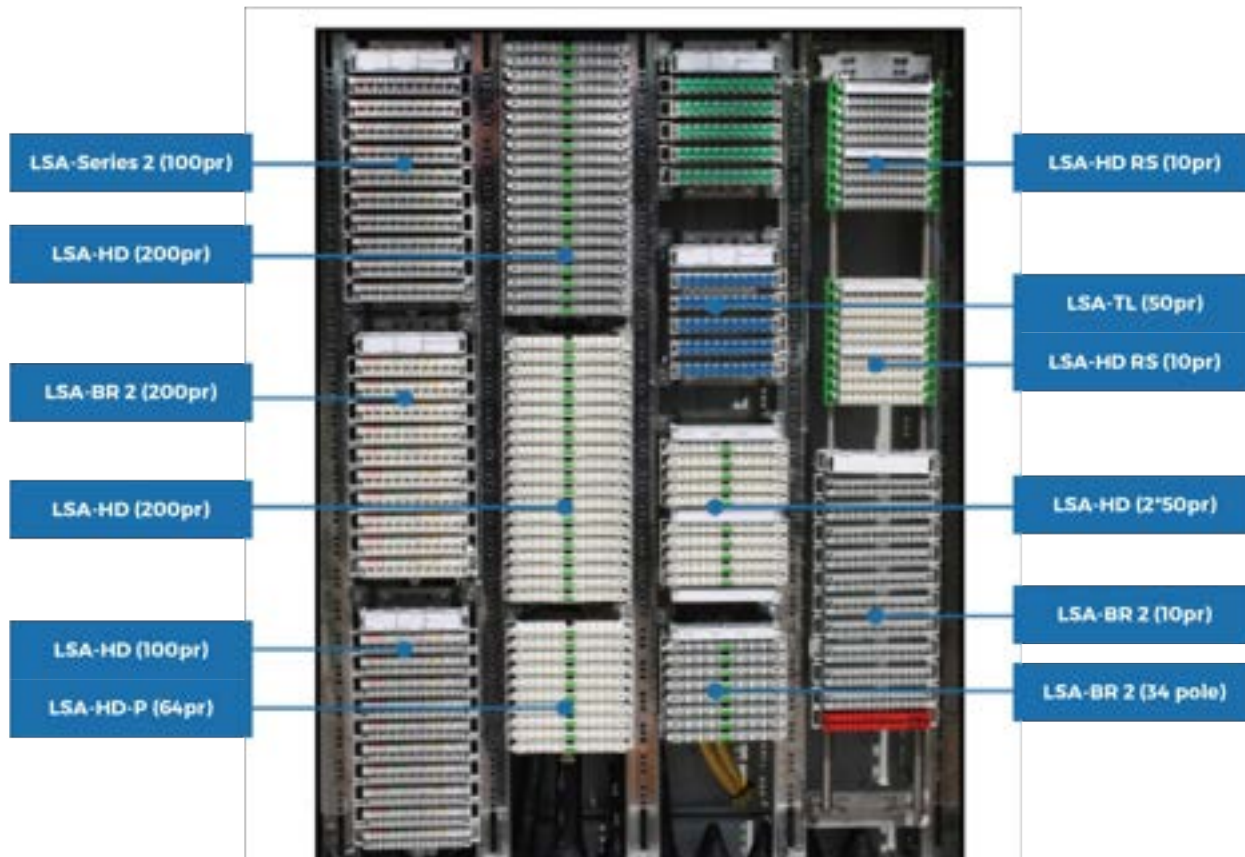 LSA-Series 2 (100pr)
LSA-HD (200pr)
LSA-BR 2 (200pr)
LSA-HD (200pr)
LSA-HD (100pr)
LSA-HD-P (64pr)
LSA-HD RS (10pr)
LSA-TL (50pr)
LSA-HD RS (10pr)
LSA-HD (2*50pr)
LSA-BR 2 (10pr)
LSA-BR 2 (34 pole)